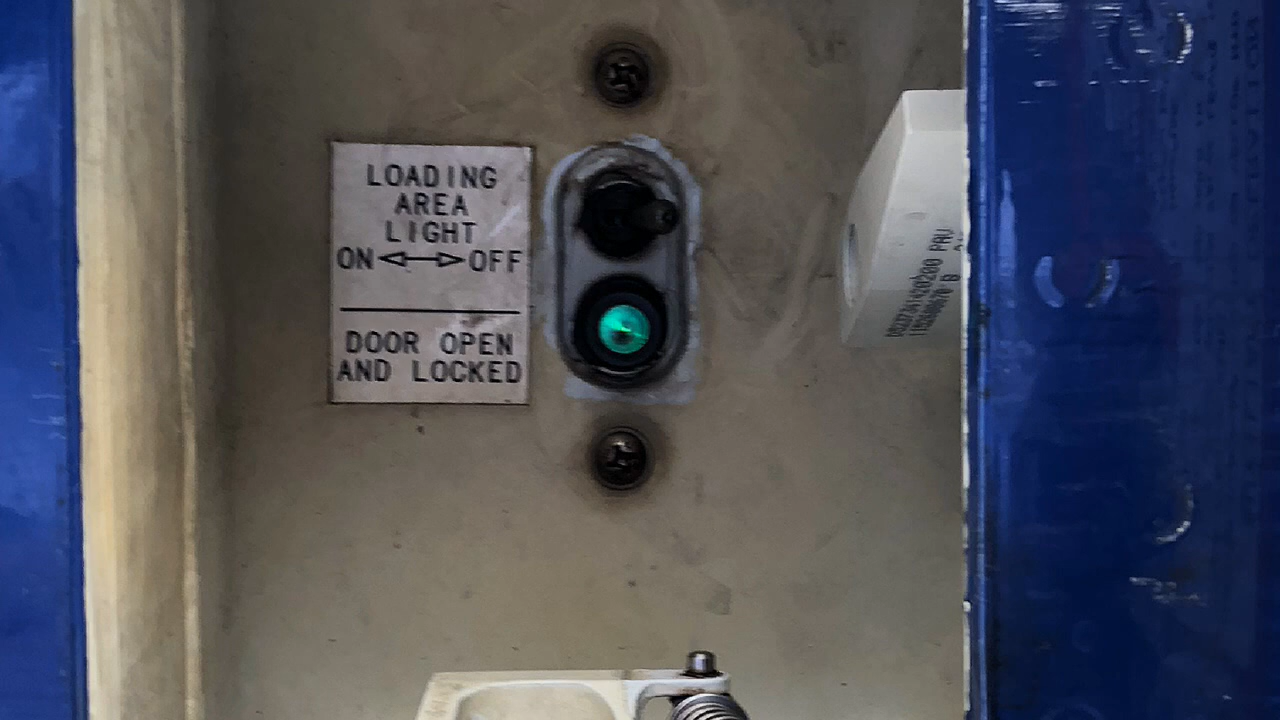 LOADING
AREA
LIGHT
ON OFF
DOOR OPEN
AND LOCKED